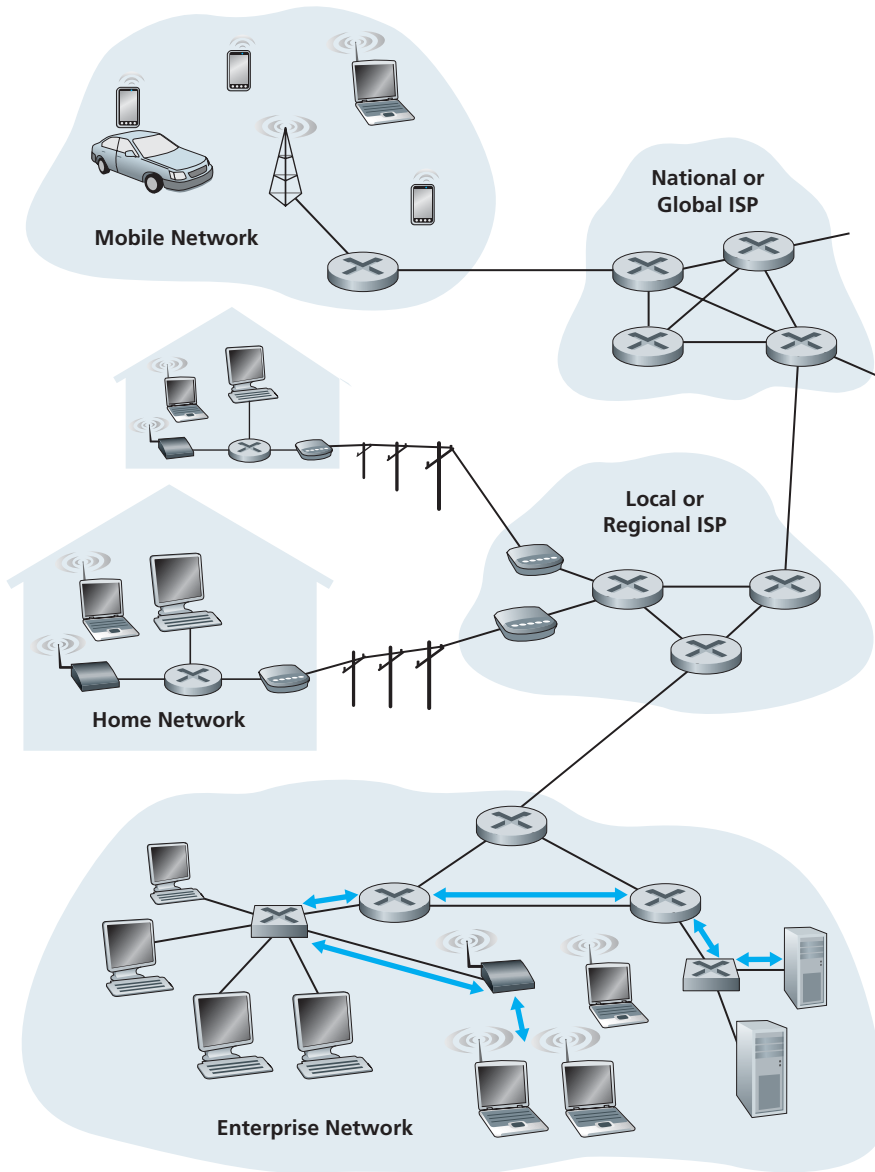 National or
Global ISP
Mobile Network
Local or
Regional ISP
Home Network
Enterprise Network